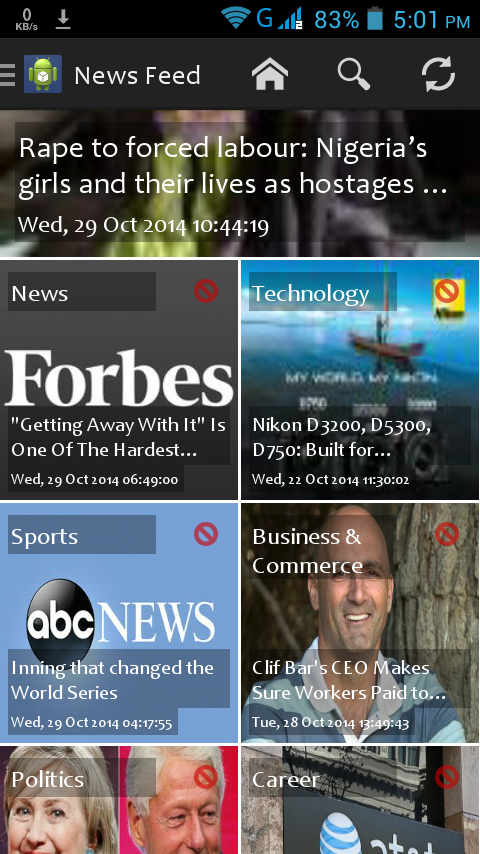 0
KB/s
G
83%
5:01 PM
News Feed
Rape to forced labour: Nigeria’s
girls and their lives as hostages ...
Wed, 29 Oct 2014 10:44:19
News
Forbes
"Getting Away With It" Is
One Of The Hardest...
Wed, 29 Oct 2014 06:49:00
Technology
Nikon
MY WORLD, MY NIKON
D750
Nikon D3200, D5300,
D750: Built for...
Wed, 22 Oct 2014 11:30:02
Sports
abc NEWS
Inning that changed the
World Series
Wed, 29 Oct 2014 04:17:55
Business &
Commerce
Clif Bar's CEO Makes
Sure Workers Paid to...
Tue, 28 Oct 2014 13:49:43
Politics
Career
at&t